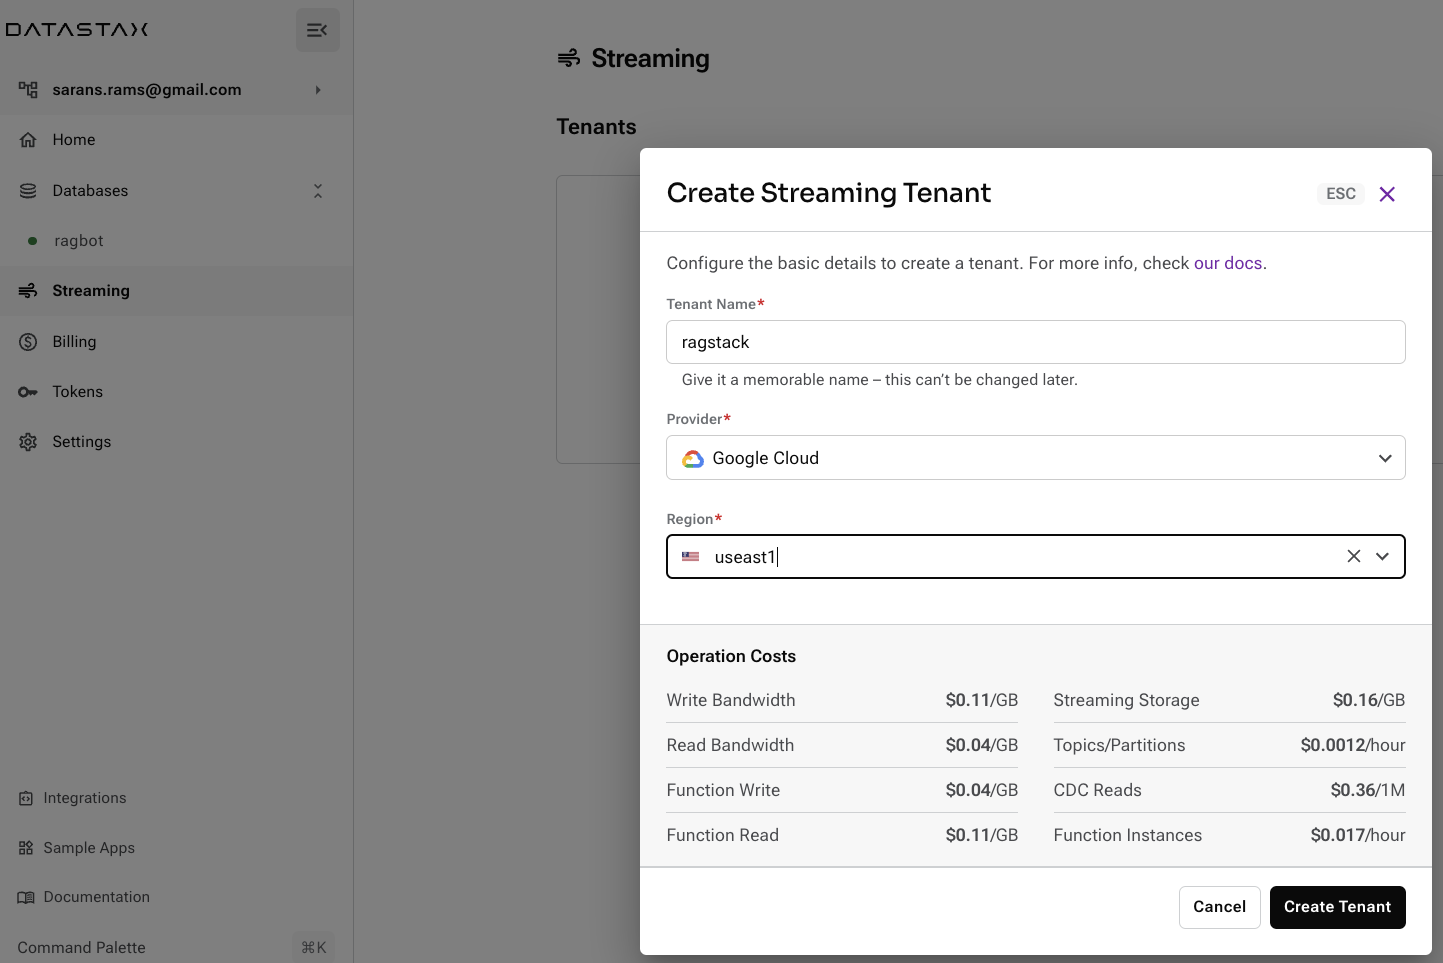 DATASTAX
sarans.rams@gmail.com
Home
Databases
ragbot
Streaming
Billing
Tokens
Settings
Integrations
Sample Apps
Documentation
Command Palette ⌘K
Streaming
Tenants
Create Streaming Tenant
ESC
Configure the basic details to create a tenant. For more info, check our docs.
Tenant Name*
ragstack
Give it a memorable name – this can't be changed later.
Provider*
Google Cloud
Region*
useast1
Operation Costs
Write Bandwidth $0.11/GB Streaming Storage $0.16/GB
Read Bandwidth $0.04/GB Topics/Partitions $0.0012/hour
Function Write $0.04/GB CDC Reads $0.36/1M
Function Read $0.11/GB Function Instances $0.017/hour
Cancel Create Tenant